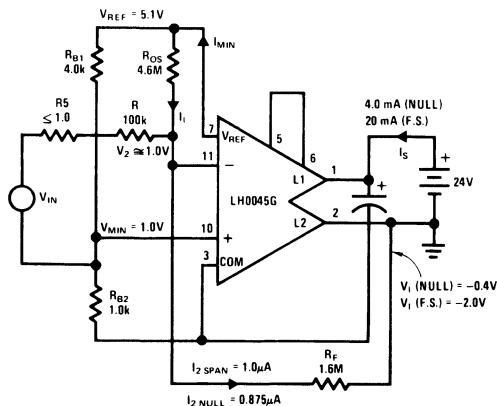 V_REF = 5.1V
I_MIN
R_B1
4.0k
R_OS
4.6M
R5
≤ 1.0
R
100k
I_I
V_2 ≅ 1.0V
7
V_REF
5
6
11
−
4.0 mA (NULL)
20 mA (F.S.)
I_S
1
L1
+
+
24V
V_IN
LH0045G
V_MIN = 1.0V
10
+
L2
2
3
COM
R_B2
1.0k
V_I (NULL) = −0.4V
V_I (F.S.) = −2.0V
R_F
1.6M
I_2 SPAN = 1.0µA
I_2 NULL = 0.875µA